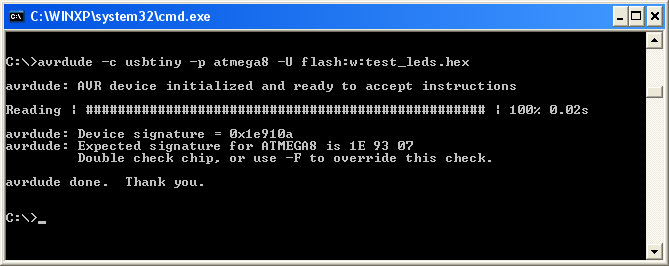 C:\WINXP\system32\cmd.exe
C:\>avrdude -c usbtiny -p atmega8 -U flash:w:test_leds.hex
avrdude: AVR device initialized and ready to accept instructions
Reading | ################################################## | 100% 0.02s
avrdude: Device signature = 0x1e910a
avrdude: Expected signature for ATMEGA8 is 1E 93 07
         Double check chip, or use -F to override this check.
avrdude done.  Thank you.
C:\>_